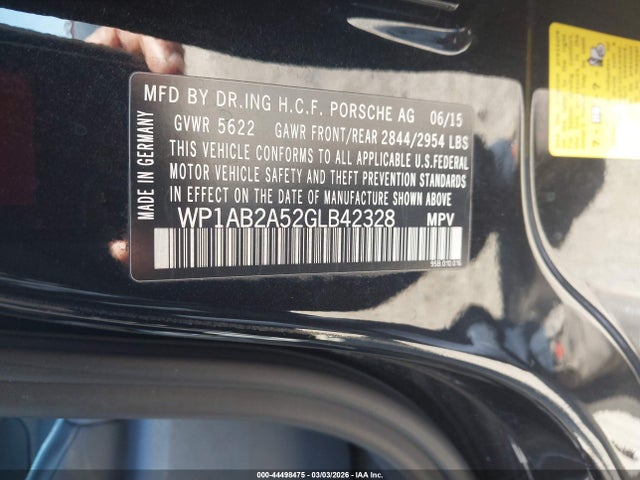 MFD BY DR.ING H.C.F. PORSCHE AG 06/15
GVWR 5622 GAWR FRONT/REAR 2844/2954 LBS
THIS VEHICLE CONFORMS TO ALL APPLICABLE U.S.FEDERAL
MOTOR VEHICLE SAFETY AND THEFT PREVENTION STANDARDS
IN EFFECT ON THE DATE OF MANUFACTURE SHOWN ABOVE
WP1AB2A52GLB42328 MPV
MADE IN GERMANY
000-44498475 | 03/03/2026 | IAA Inc.